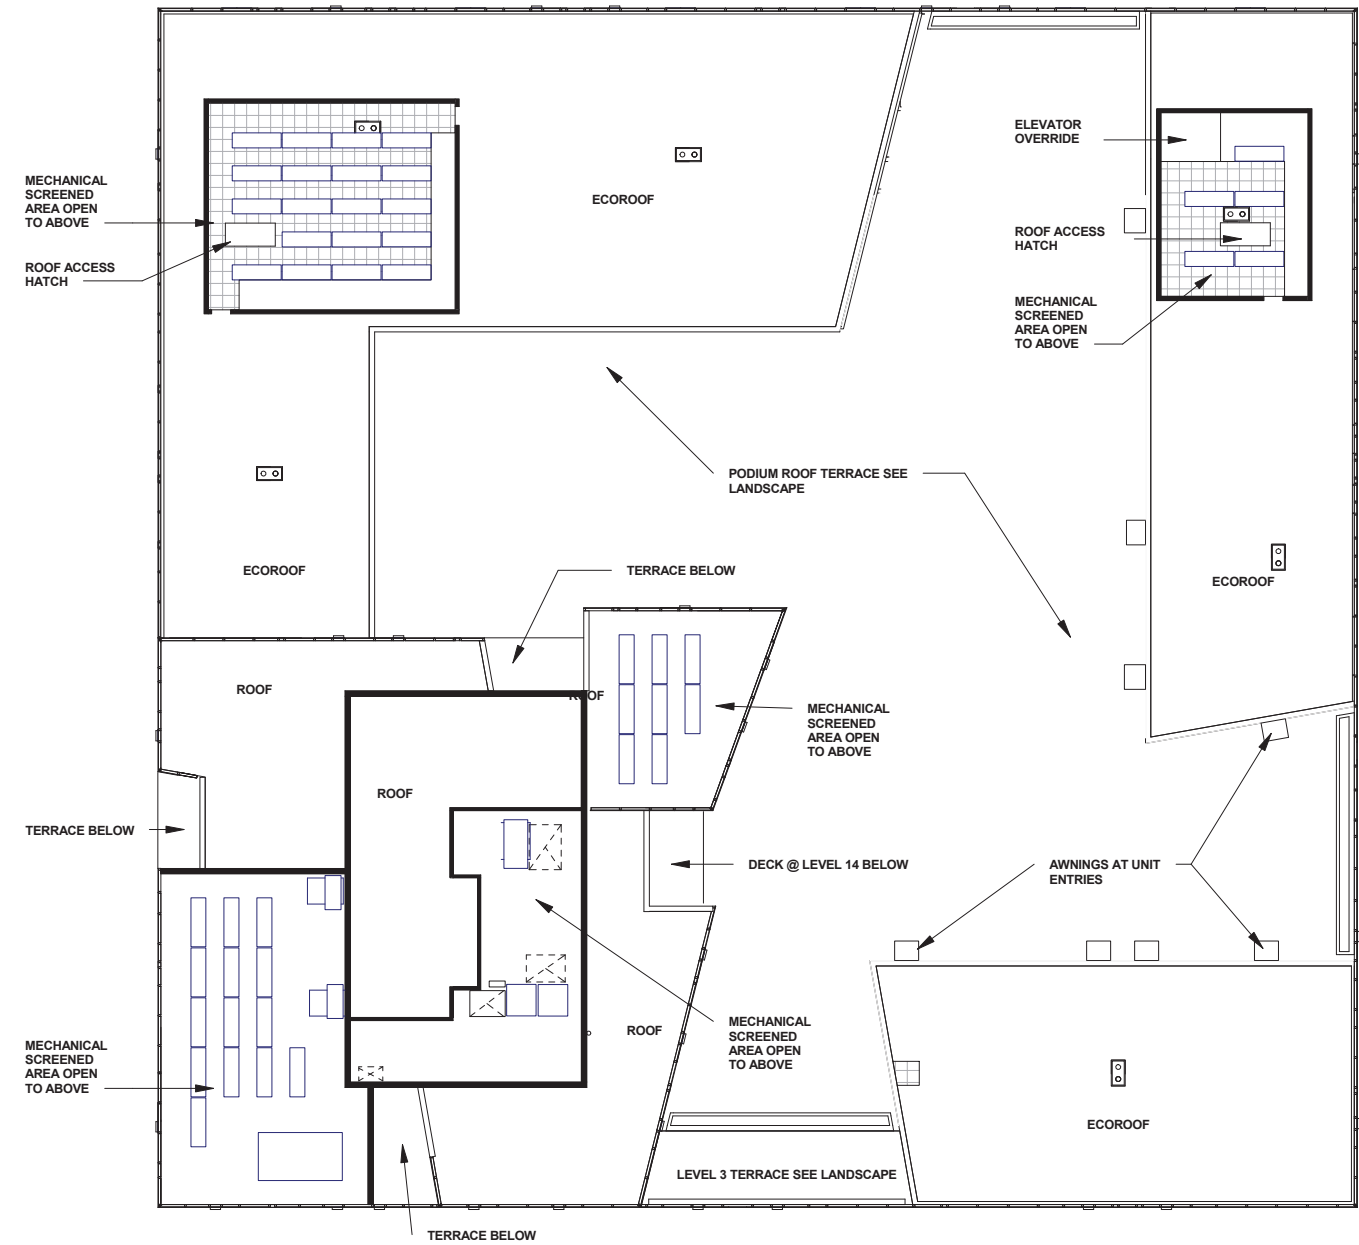 ELEVATOR
OVERRIDE
MECHANICAL
SCREENED
AREA OPEN
TO ABOVE
ECOROOF
ROOF ACCESS
HATCH
ROOF ACCESS
HATCH
MECHANICAL
SCREENED
AREA OPEN
TO ABOVE
PODIUM ROOF TERRACE SEE
LANDSCAPE
ECOROOF
TERRACE BELOW
ECOROOF
ROOF
ROOF
MECHANICAL
SCREENED
AREA OPEN
TO ABOVE
ROOF
TERRACE BELOW
DECK @ LEVEL 14 BELOW
AWNINGS AT UNIT
ENTRIES
MECHANICAL
SCREENED
AREA OPEN
TO ABOVE
ROOF
MECHANICAL
SCREENED
AREA OPEN
TO ABOVE
ECOROOF
LEVEL 3 TERRACE SEE LANDSCAPE
TERRACE BELOW